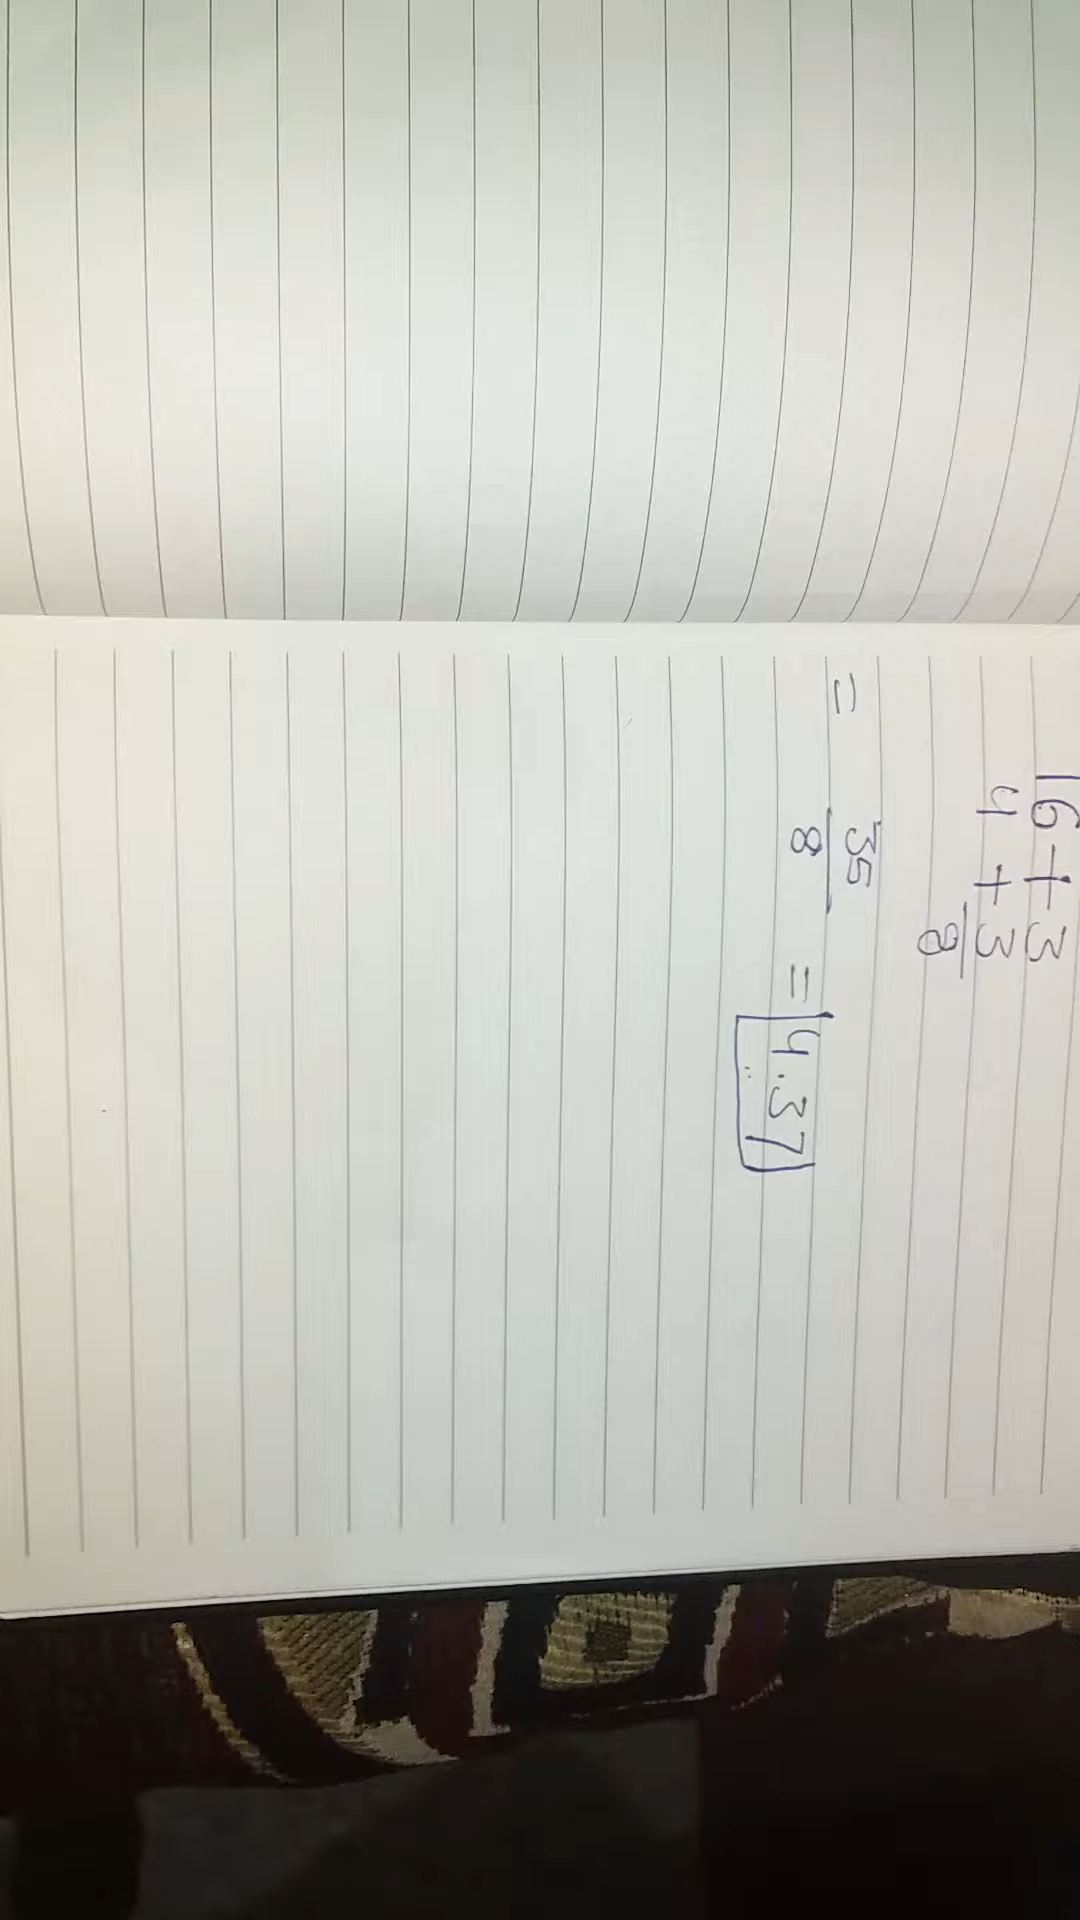 16 + 3
4 + 3
8
= 35
8
= 4.37